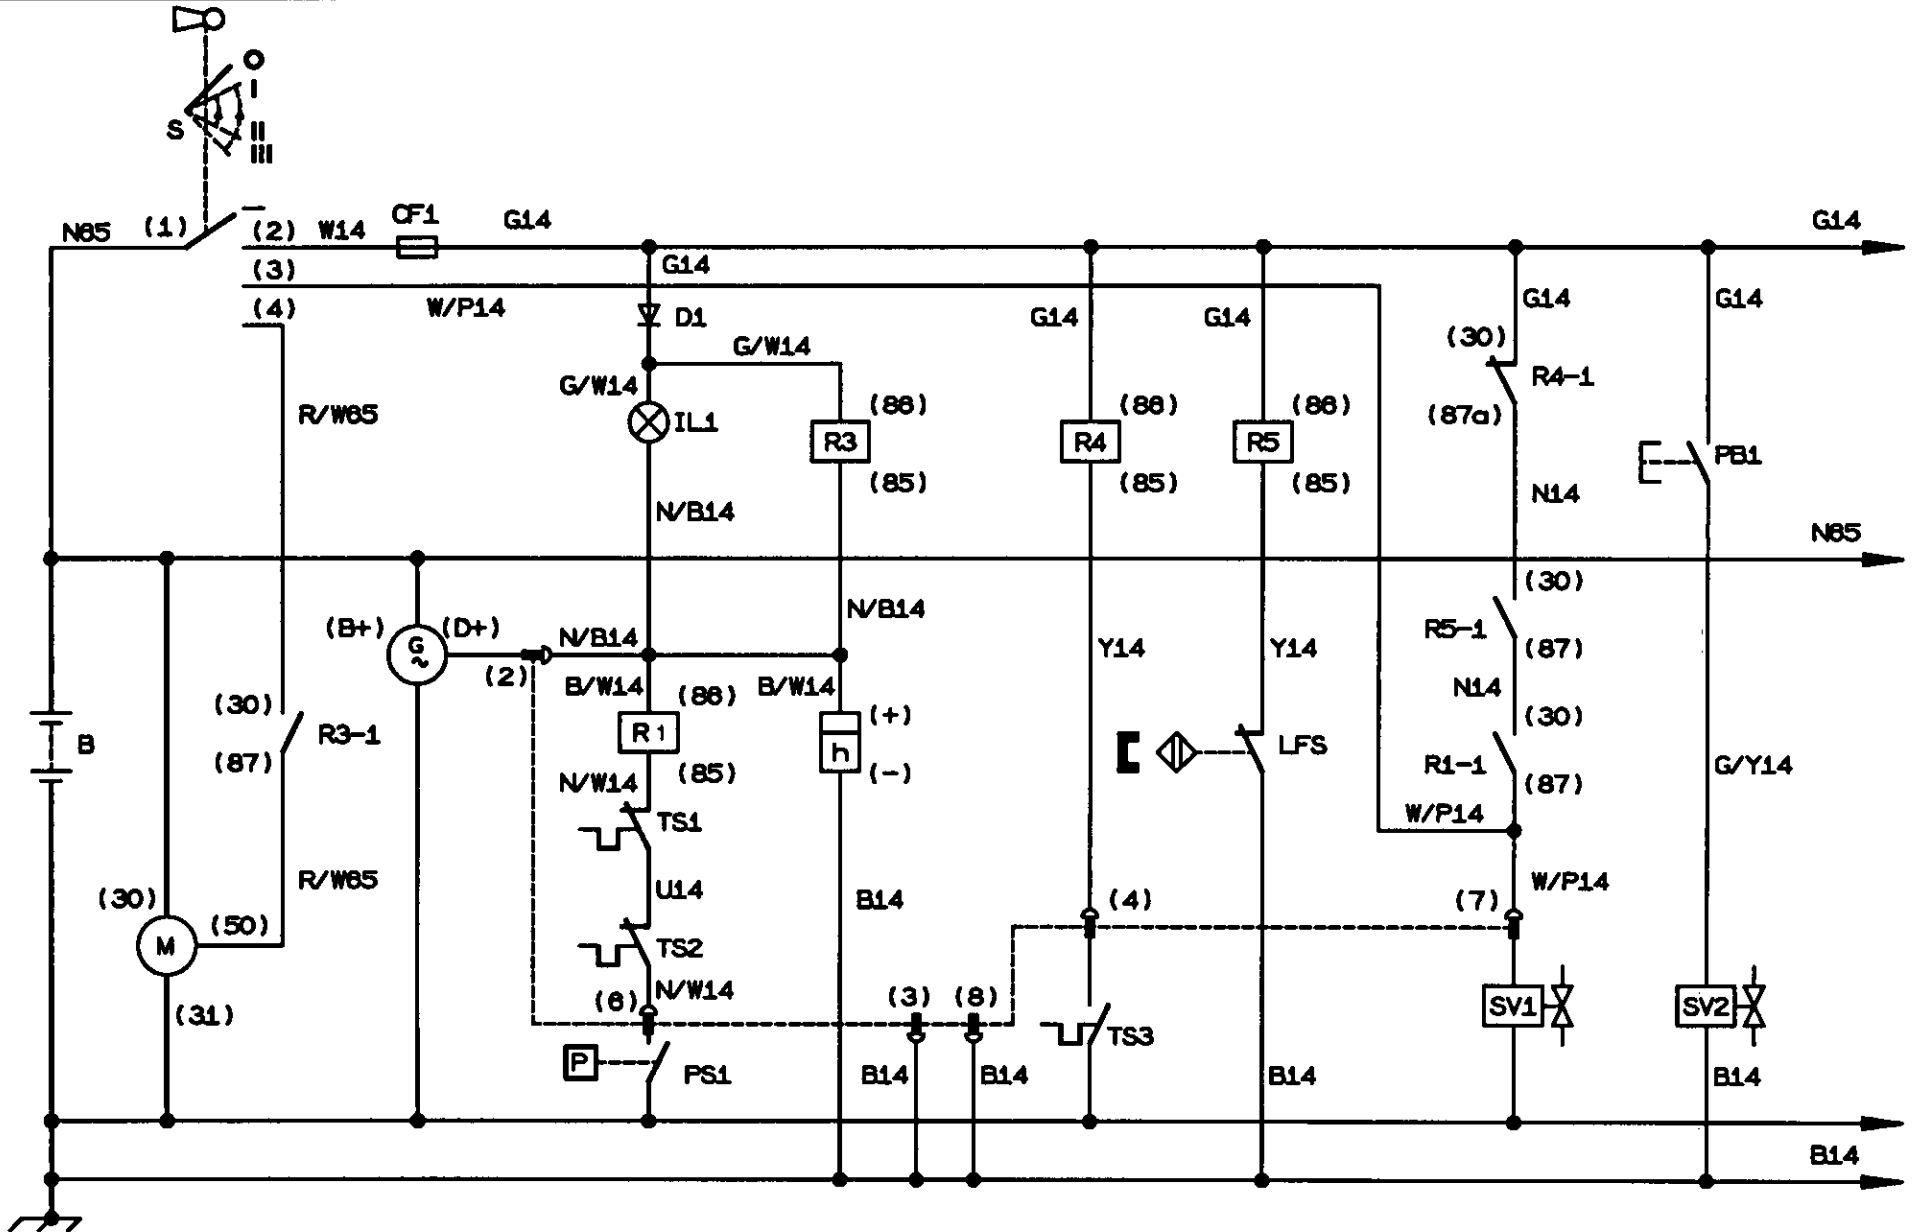 O
I
S
II
III
N65
(1)
(2)
W14
CF1
G14
G14
(3)
G14
(4)
W/P14
D1
G14
G14
G14
G14
G/W14
(30)
R4-1
G/W14
R/W65
IL1
(86)
(86)
(86)
(87a)
R3
R4
R5
PB1
(85)
(85)
(85)
N14
N/B14
N65
(30)
N/B14
(B+)
(D+)
G
N/B14
R5-1
Y14
Y14
(87)
(2)
B/W14
(86)
B/W14
N14
(30)
(+)
(30)
R3-1
R1
LFS
B
h
(87)
(85)
(-)
R1-1
G/Y14
N/W14
(87)
TS1
W/P14
R/W65
U14
B14
W/P14
(30)
(4)
(7)
(50)
M
TS2
(6)
N/W14
(3)
(8)
(31)
SV1
SV2
TS3
P
PS1
B14
B14
B14
B14
B14